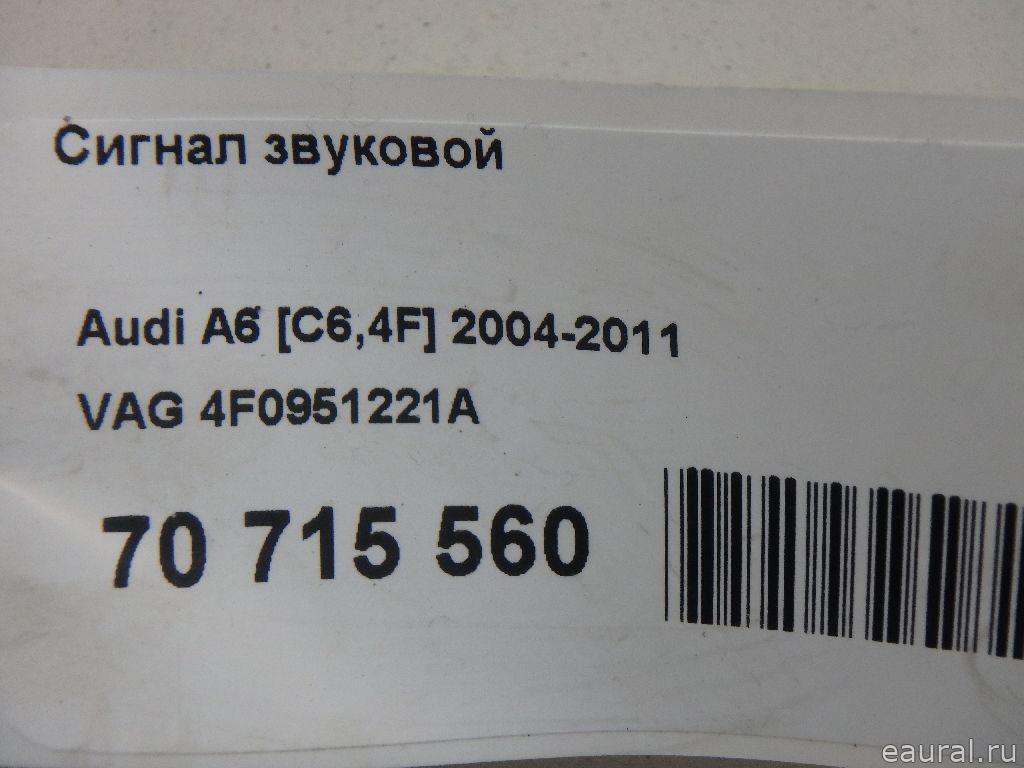 Сигнал звуковой
Audi A6 [C6,4F] 2004-2011
VAG 4F0951221A
70 715 560
eaural.ru